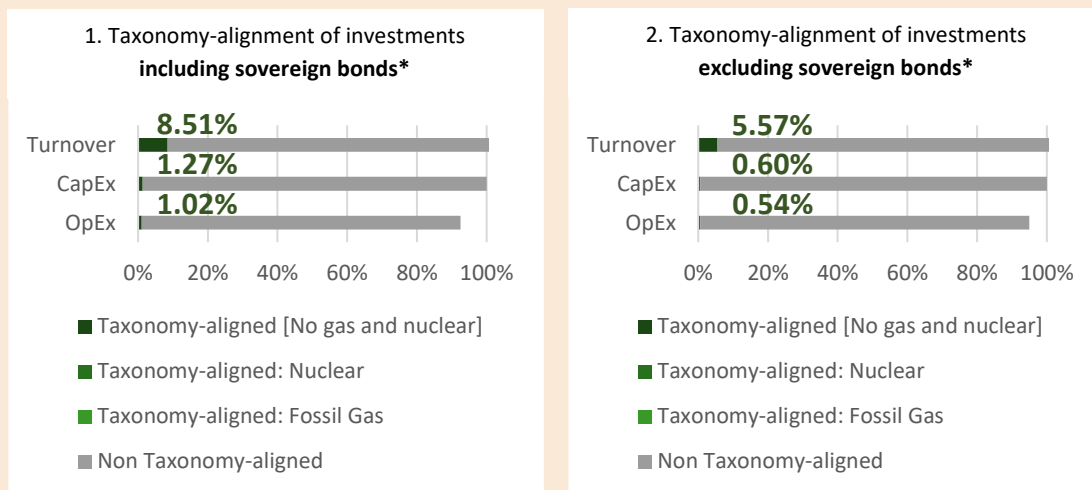 1. Taxonomy-alignment of investments
including sovereign bonds*
8.51%
Turnover
1.27%
CapEx
1.02%
OpEx
0% 20% 40% 60% 80% 100%
Taxonomy-aligned [No gas and nuclear]
Taxonomy-aligned: Nuclear
Taxonomy-aligned: Fossil Gas
Non Taxonomy-aligned
2. Taxonomy-alignment of investments
excluding sovereign bonds*
5.57%
Turnover
0.60%
CapEx
0.54%
OpEx
0% 20% 40% 60% 80% 100%
Taxonomy-aligned [No gas and nuclear]
Taxonomy-aligned: Nuclear
Taxonomy-aligned: Fossil Gas
Non Taxonomy-aligned